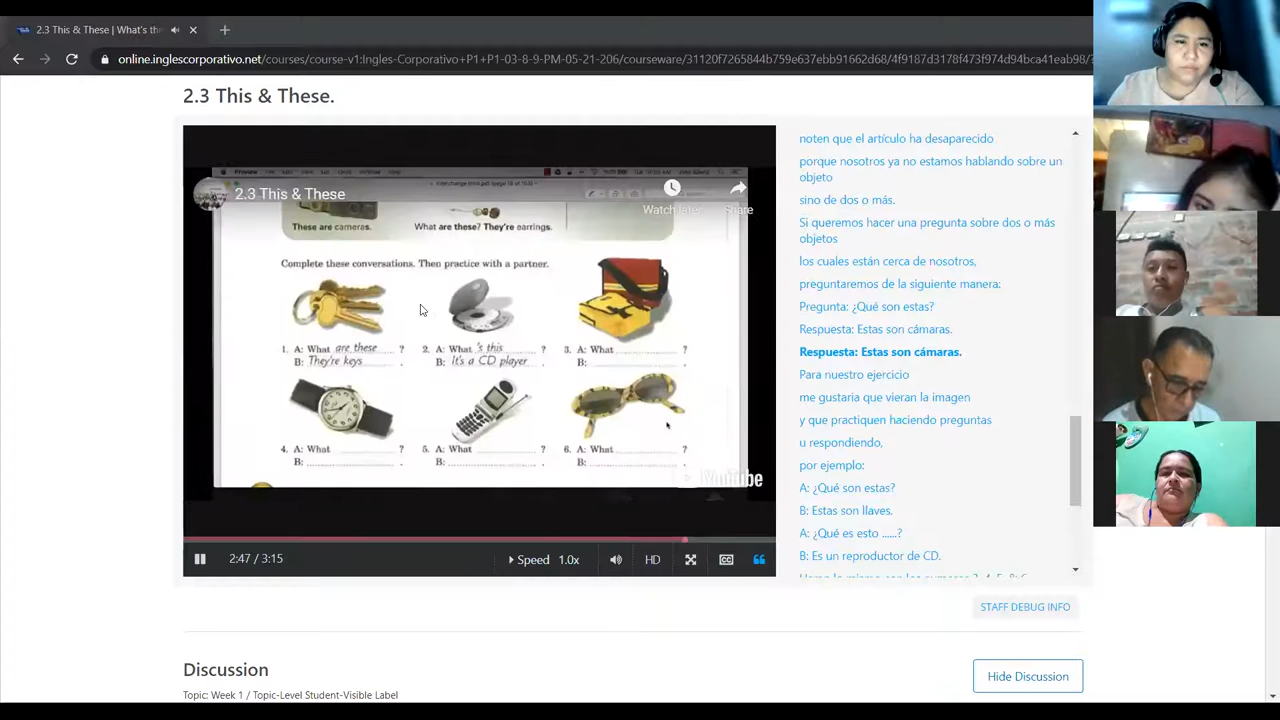 2.3 This & These | What's the
online.inglescorporativo.net/courses/course-v1:Ingles-Corporativo+P1+P1-03-8-9-PM-05-21-206/courseware/31120f7265844b759e637ebb91662d68/4f9187d3178f473f974d94bca41eab98/?
2.3 This & These.
Preview
2.3 This & These
Watch later
Share
These are cameras.
What are these? They're earrings.
Complete these conversations. Then practice with a partner.
1. A: What are these ?
B: They're keys .
2. A: What 's this ?
B: It's a CD player .
3. A: What ?
B: .
4. A: What ?
B: .
5. A: What ?
B: .
6. A: What ?
B: .
YouTube
2:47 / 3:15
Speed 1.0x
HD
CC
noten que el artículo ha desaparecido
porque nosotros ya no estamos hablando sobre un
objeto
sino de dos o más.
Si queremos hacer una pregunta sobre dos o más
objetos
los cuales están cerca de nosotros,
preguntaremos de la siguiente manera:
Pregunta: ¿Qué son estas?
Respuesta: Estas son cámaras.
Respuesta: Estas son cámaras.
Para nuestro ejercicio
me gustaria que vieran la imagen
y que practiquen haciendo preguntas
u respondiendo,
por ejemplo:
A: ¿Qué son estas?
B: Estas son llaves.
A: ¿Qué es esto ......?
B: Es un reproductor de CD.
STAFF DEBUG INFO
Discussion
Hide Discussion
Topic: Week 1 / Topic-Level Student-Visible Label